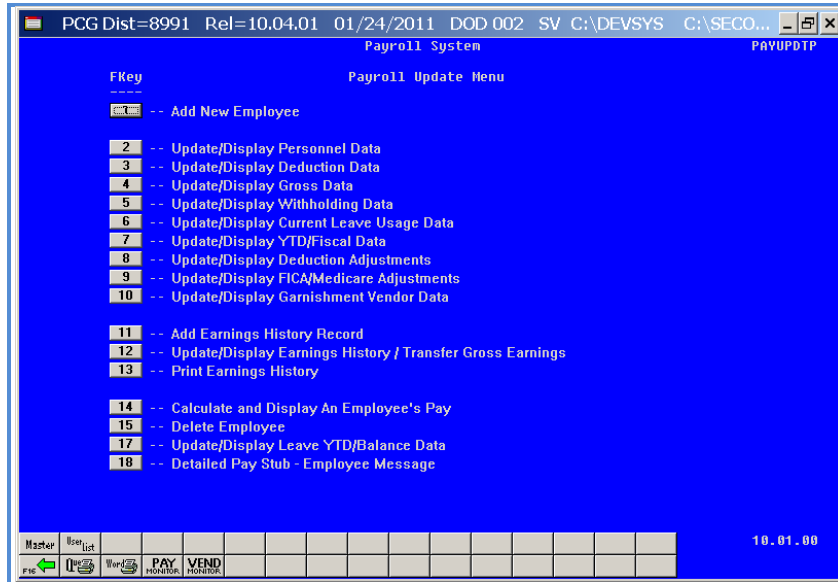 PCG Dist=8991 Rel=10.04.01 01/24/2011 DOD 002 SV C:\DEVSYS C:\SECO...
Payroll System PAYUPDTP
FKey Payroll Update Menu
----
1 -- Add New Employee
2 -- Update/Display Personnel Data
3 -- Update/Display Deduction Data
4 -- Update/Display Gross Data
5 -- Update/Display Withholding Data
6 -- Update/Display Current Leave Usage Data
7 -- Update/Display YTD/Fiscal Data
8 -- Update/Display Deduction Adjustments
9 -- Update/Display FICA/Medicare Adjustments
10 -- Update/Display Garnishment Vendor Data
11 -- Add Earnings History Record
12 -- Update/Display Earnings History / Transfer Gross Earnings
13 -- Print Earnings History
14 -- Calculate and Display An Employee's Pay
15 -- Delete Employee
17 -- Update/Display Leave YTD/Balance Data
18 -- Detailed Pay Stub - Employee Message
Master User List 10.01.00
F16 Que Word PAY MONITOR VEND MONITOR